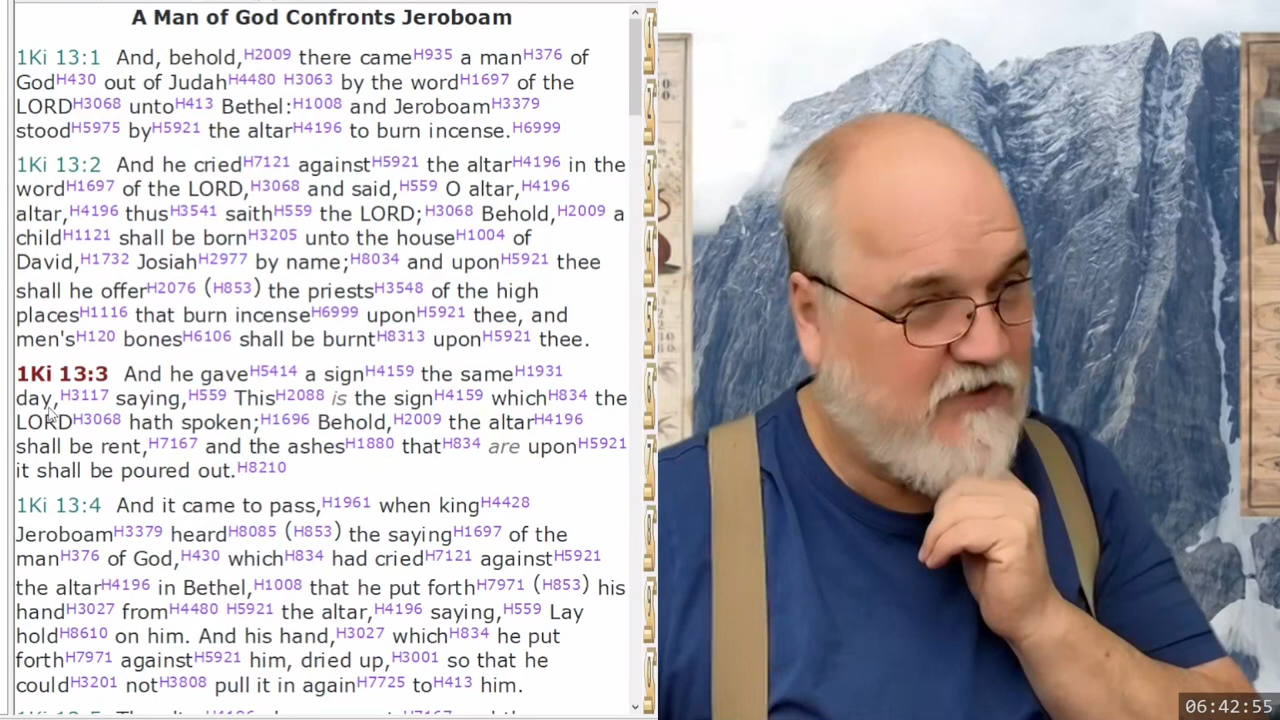 A Man of God Confronts Jeroboam
1Ki 13:1 And, behold,H2009 there cameH935 a manH376 of
GodH430 out of JudahH4480 H3063 by the wordH1697 of the
LORDH3068 untoH413 Bethel:H1008 and JeroboamH3379
stoodH5975 byH5921 the altarH4196 to burn incense.H6999
1Ki 13:2 And he criedH7121 againstH5921 the altarH4196 in the
wordH1697 of the LORD,H3068 and said,H559 O altar,H4196
altar,H4196 thusH3541 saithH559 the LORD;H3068 Behold,H2009 a
childH1121 shall be bornH3205 unto the houseH1004 of
David,H1732 JosiahH2977 by name;H8034 and uponH5921 thee
shall he offerH2076 (H853) the priestsH3548 of the high
placesH1116 that burn incenseH6999 uponH5921 thee, and
men'sH120 bonesH6106 shall be burntH8313 uponH5921 thee.
1Ki 13:3 And he gaveH5414 a signH4159 the sameH1931
day,H3117 saying,H559 ThisH2088 is the signH4159 whichH834 the
LORDH3068 hath spoken;H1696 Behold,H2009 the altarH4196
shall be rent,H7167 and the ashesH1880 thatH834 are uponH5921
it shall be poured out.H8210
1Ki 13:4 And it came to pass,H1961 when kingH4428
JeroboamH3379 heardH8085 (H853) the sayingH1697 of the
manH376 of God,H430 whichH834 had criedH7121 againstH5921
the altarH4196 in Bethel,H1008 that he put forthH7971 (H853) his
handH3027 fromH4480 H5921 the altar,H4196 saying,H559 Lay
holdH8610 on him. And his hand,H3027 whichH834 he put
forthH7971 againstH5921 him, dried up,H3001 so that he
couldH3201 notH3808 pull it in againH7725 toH413 him.
06:42:55